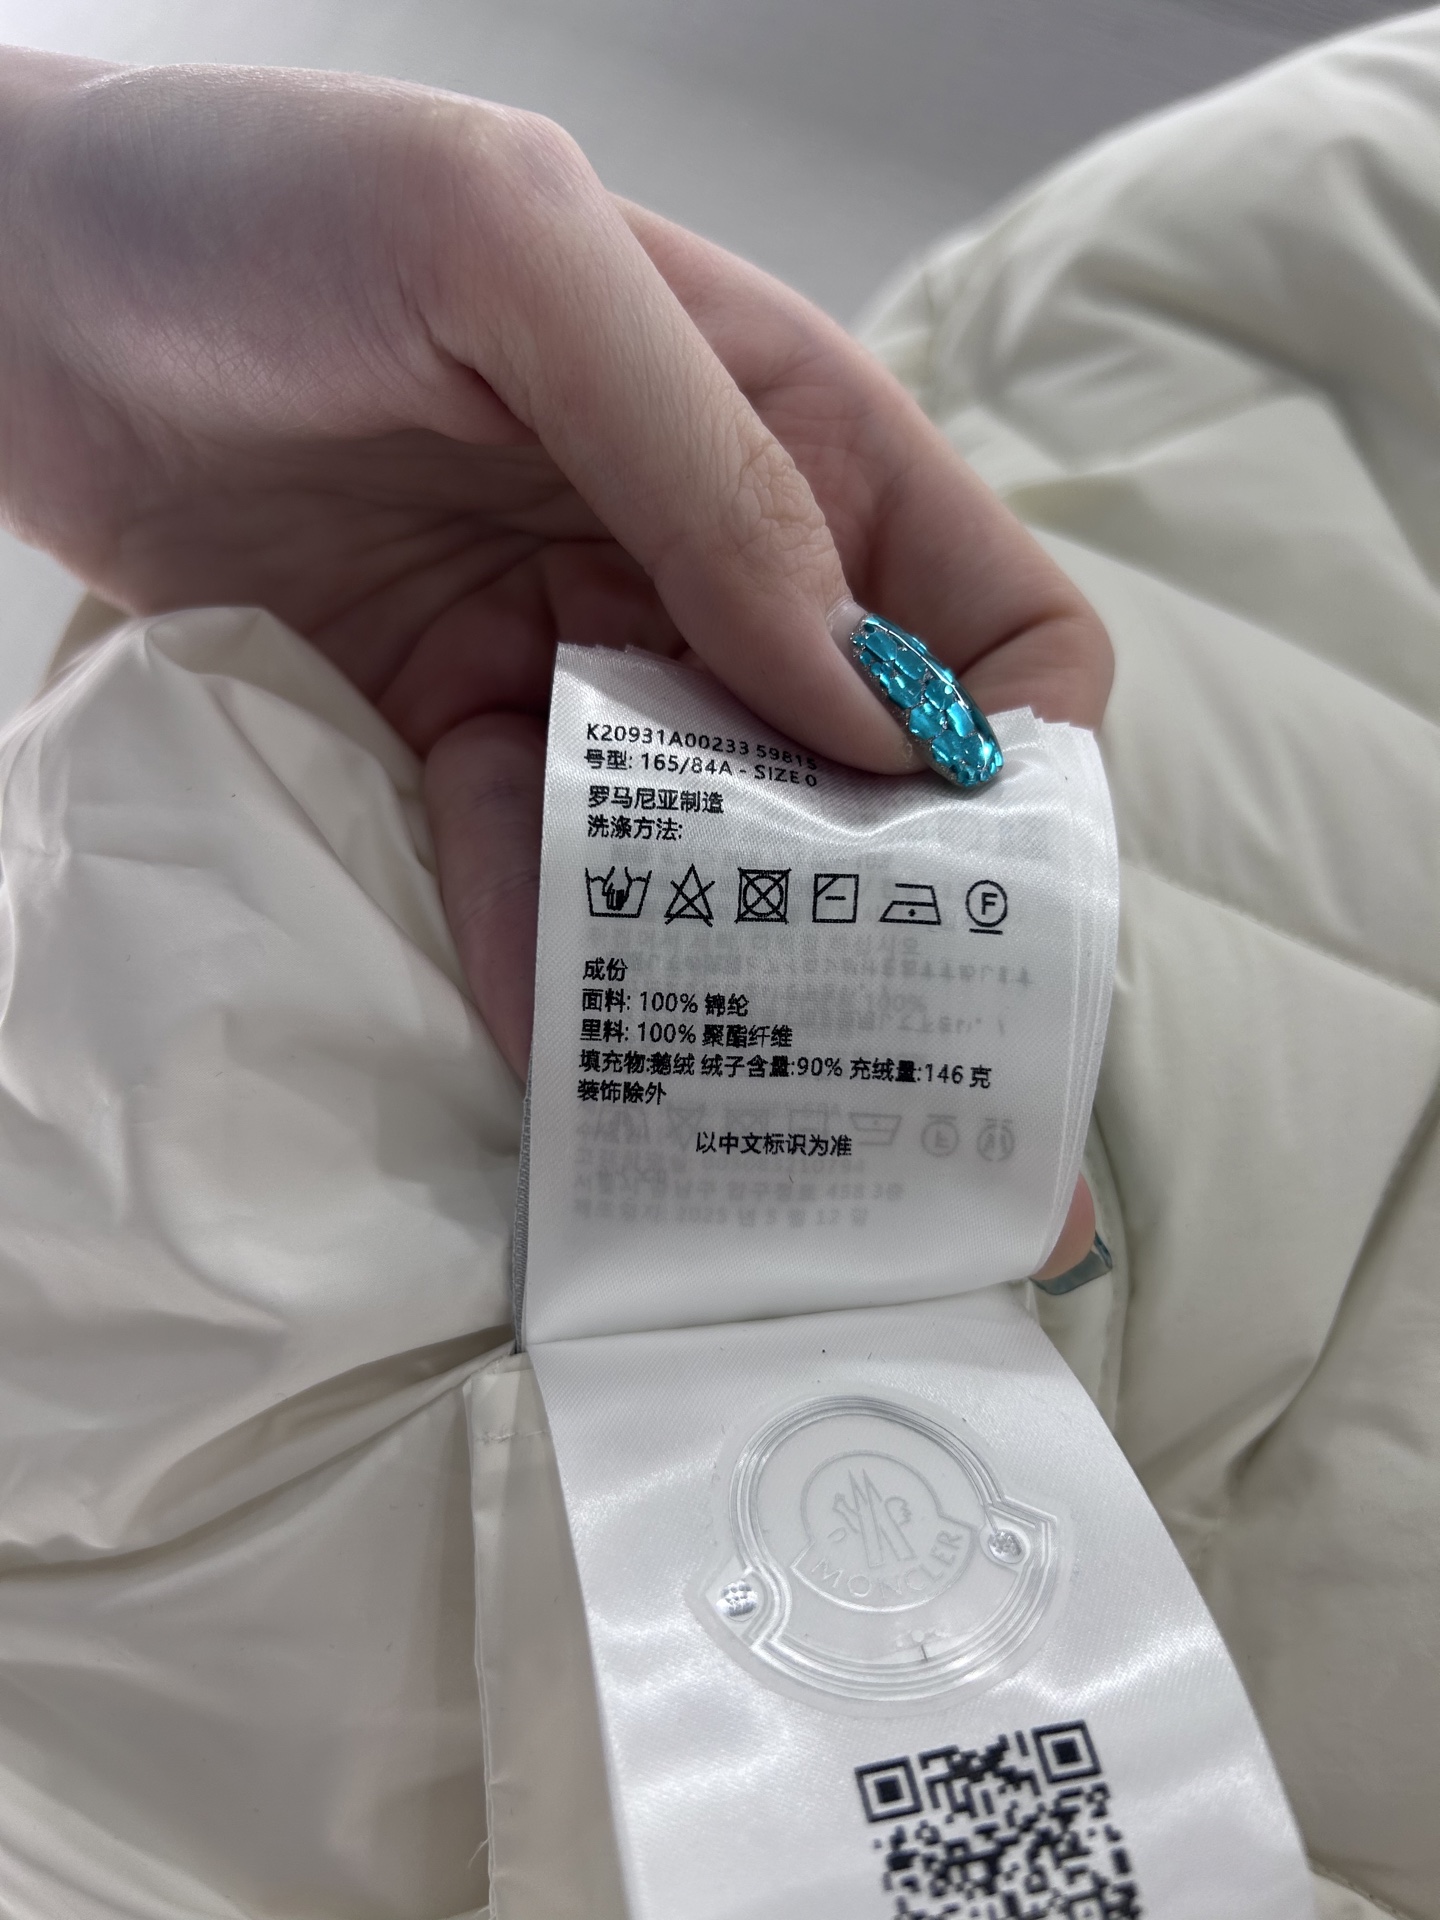 K20931A00233 59815
号型: 165/84A - SIZE 0
罗马尼亚制造
洗涤方法:
F
成份
面料: 100% 锦纶
里料: 100% 聚酯纤维
填充物:鹅绒 绒子含量:90% 充绒量:146 克
装饰除外
以中文标识为准
MONCLER